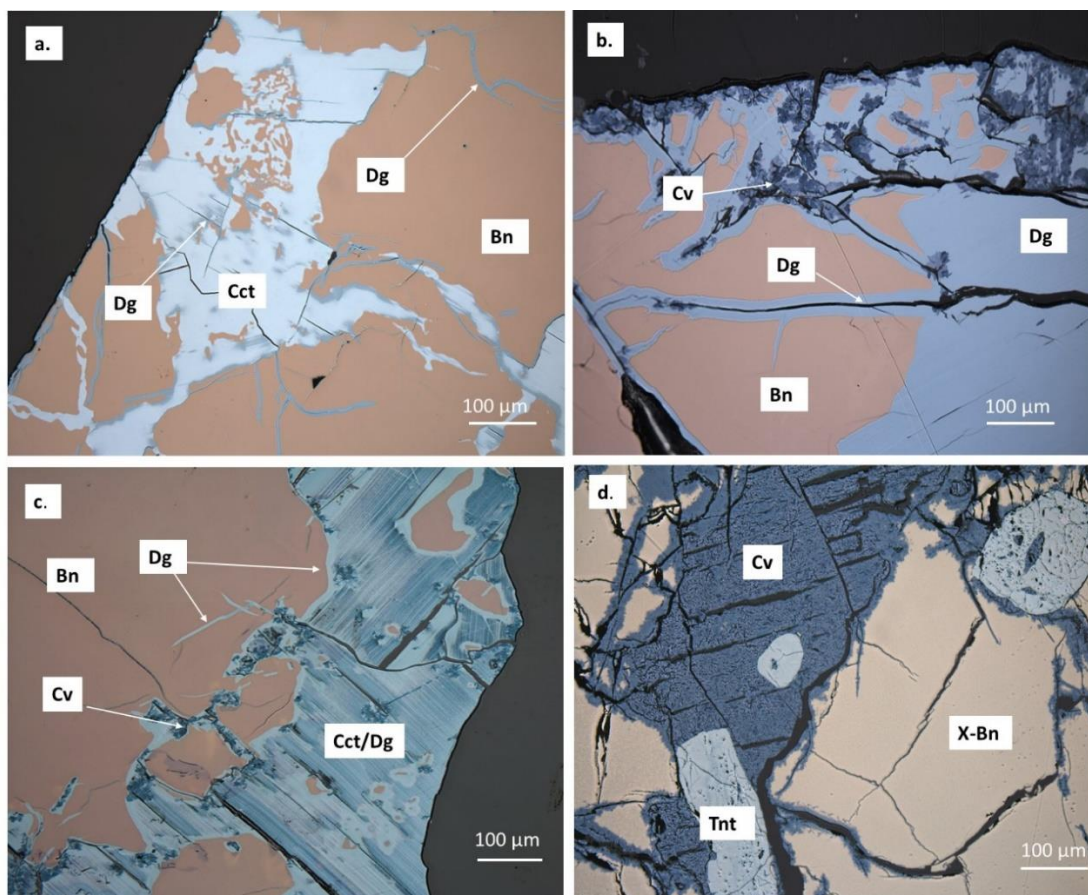 a.
Dg
Bn
Dg
Cct
100 µm
b.
Cv
Dg
Dg
Bn
100 µm
c.
Bn
Dg
Cv
Cct/Dg
100 µm
d.
Cv
X-Bn
Tnt
100 µm